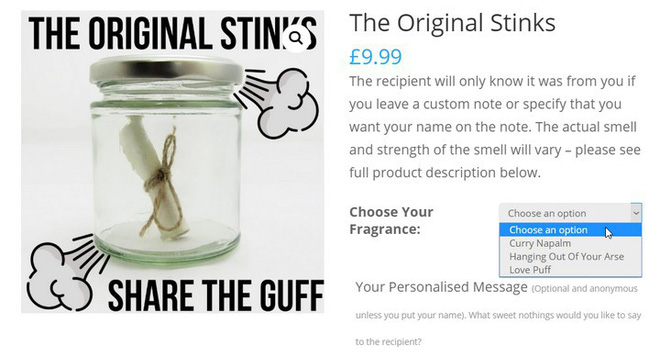 THE ORIGINAL STINKS
SHARE THE GUFF
The Original Stinks
£9.99
The recipient will only know it was from you if
you leave a custom note or specify that you
want your name on the note. The actual smell
and strength of the smell will vary – please see
full product description below.
Choose Your
Fragrance:
Choose an option
Choose an option
Curry Napalm
Hanging Out Of Your Arse
Love Puff
Your Personalised Message (Optional and anonymous
unless you put your name). What sweet nothings would you like to say
to the recipient?